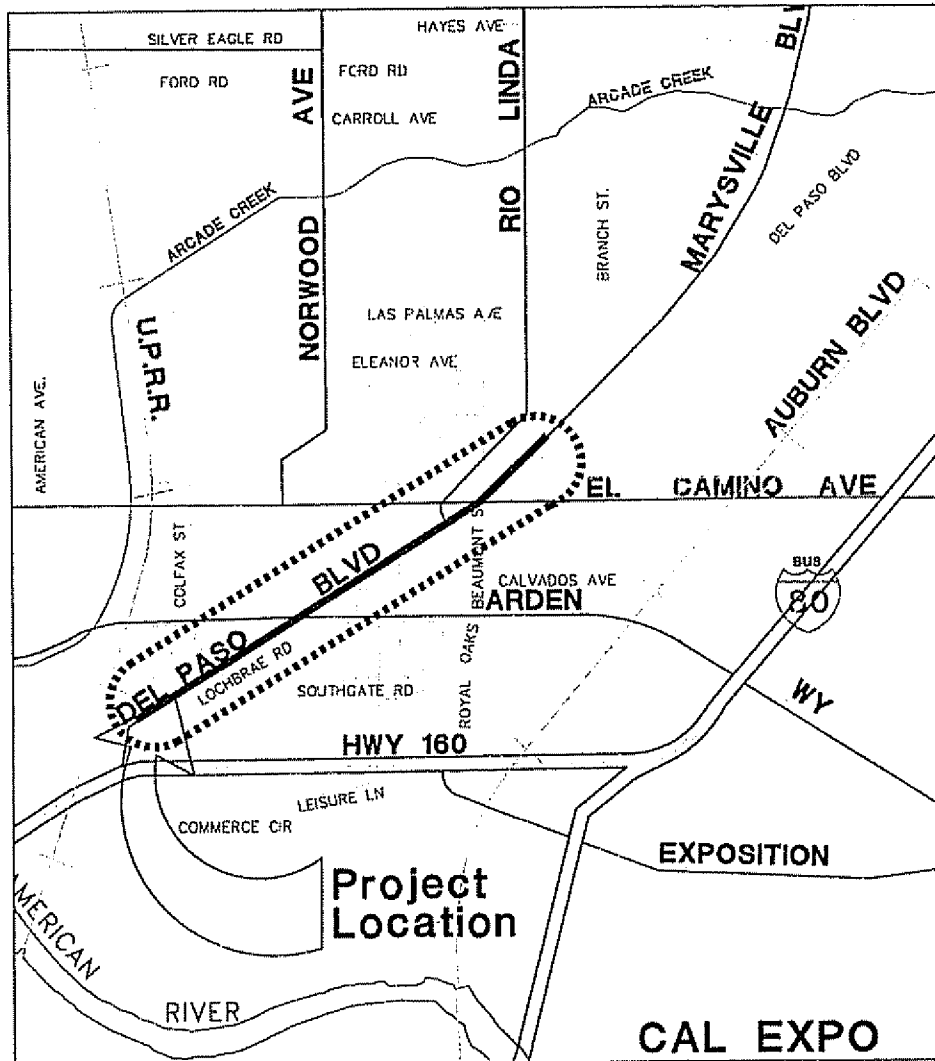 HAYES AVE
SILVER EAGLE RD
FORD RD
FORD RD
CARROLL AVE
NORWOOD AVE
RIO LINDA
ARCADE CREEK
MARYSVILLE BL
DEL PASO BLVD
BRANCH ST.
ARCADE CREEK
U.P.R.R.
AMERICAN AVE.
LAS PALMAS AVE
ELEANOR AVE
AUBURN BLVD
EL CAMINO AVE
COLFAX ST
DEL PASO BLVD
BEAUMONT S
CALVADOS AVE
ARDEN WY
BUS
80
LOCHBRAE RD
SOUTHGATE RD
ROYAL OAKS
HWY 160
LEISURE LN
COMMERCE CIR
EXPOSITION
Project
Location
MERICAN
RIVER
CAL EXPO